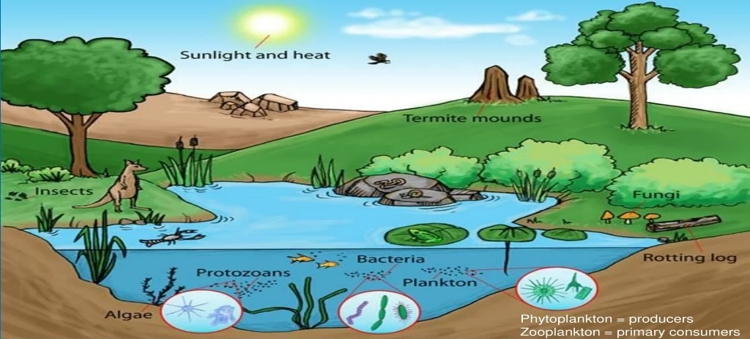 Sunlight and heat
Termite mounds
Insects
Fungi
Rotting log
Bacteria
Protozoans
Plankton
Algae
Phytoplankton = producers
Zooplankton = primary consumers